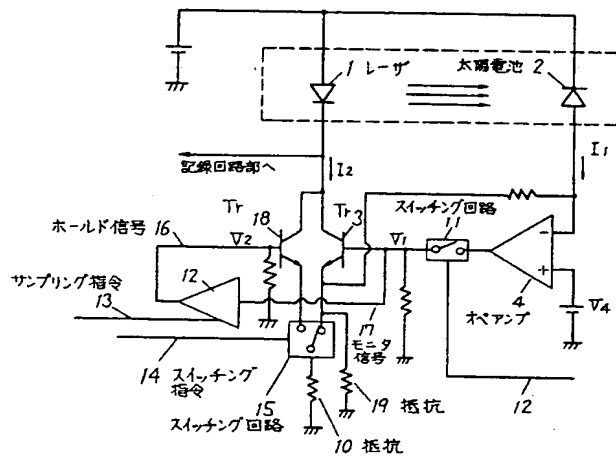 1 レーザ
太陽電池 2
I1
記録回路部へ
I2
Tr
18
Tr
3
スイッチング回路
11
ホールド信号
16
V2
V1
サンプリング指令
13
12
4
オペアンプ
V4
17
モニタ
信号
14 スイッチング
指令
15
スイッチング回路
19 抵抗
10 抵抗
12